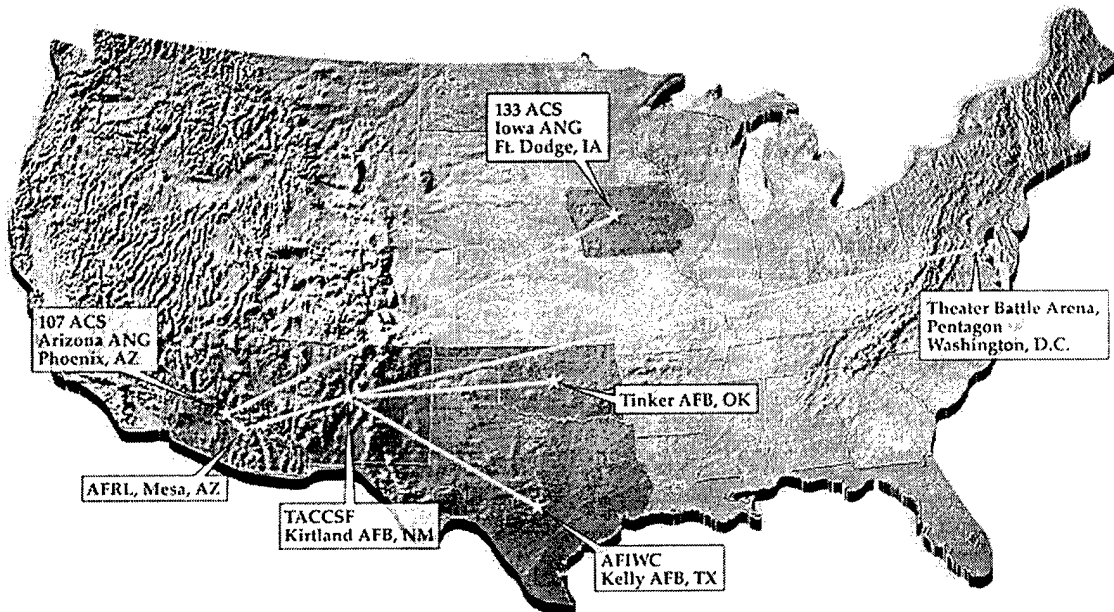 133 ACS
Iowa ANG
Ft. Dodge, IA
107 ACS
Arizona ANG
Phoenix, AZ
Theater Battle Arena,
Pentagon
Washington, D.C.
Tinker AFB, OK
AFRL, Mesa, AZ
TACCSF
Kirtland AFB, NM
AFIWC
Kelly AFB, TX